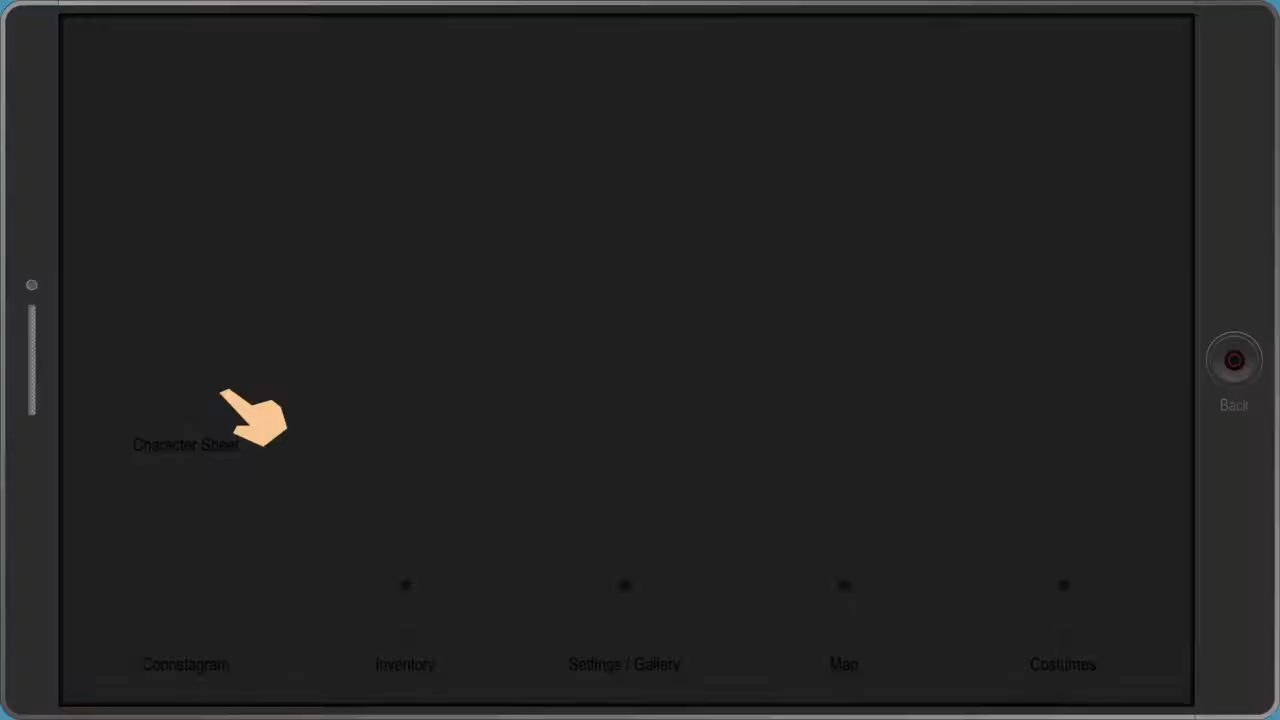 Back
Character Sheet
Coonstagram
Inventory
Settings / Gallery
Map
Costumes